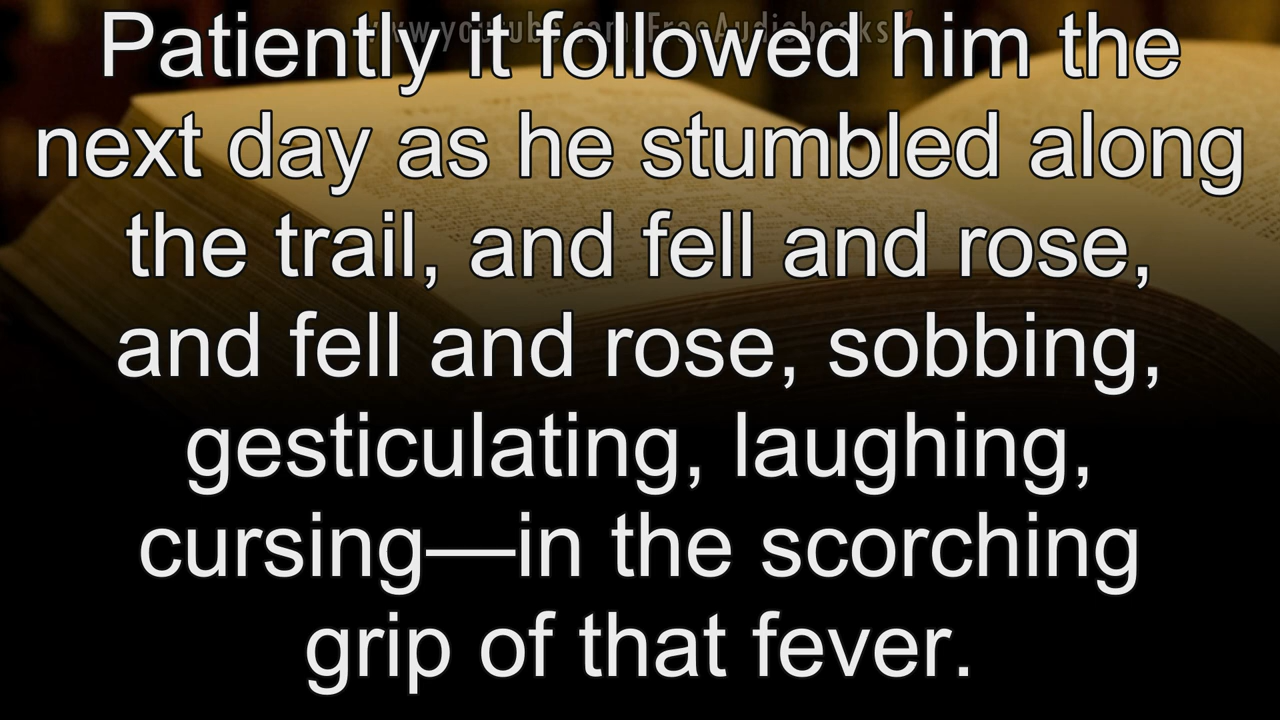 www.youtube.com/FreeAudiobooks
Patiently it followed him the
next day as he stumbled along
the trail, and fell and rose,
and fell and rose, sobbing,
gesticulating, laughing,
cursing—in the scorching
grip of that fever.